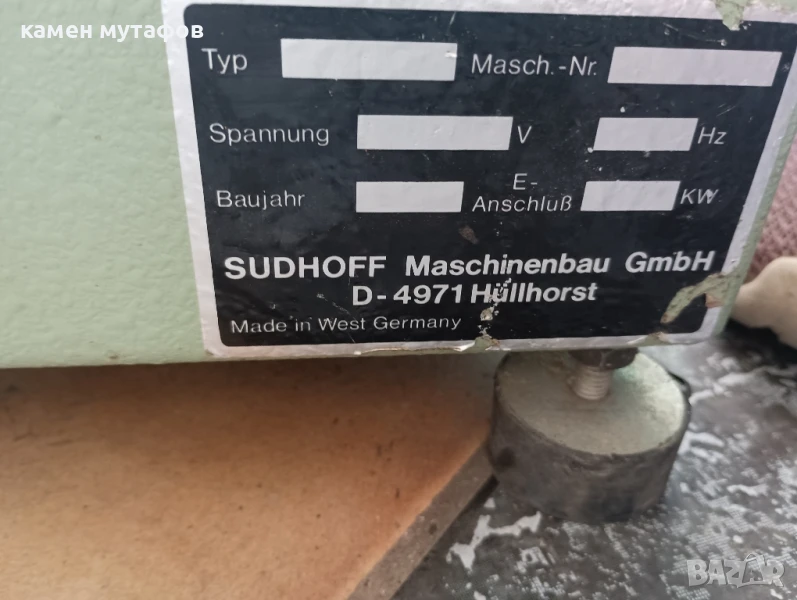 камен мутафов
Typ Masch.-Nr.
Spannung V Hz
Baujahr E-Anschluß KW
SUDHOFF Maschinenbau GmbH
D-4971 Hüllhorst
Made in West Germany
BAZAR